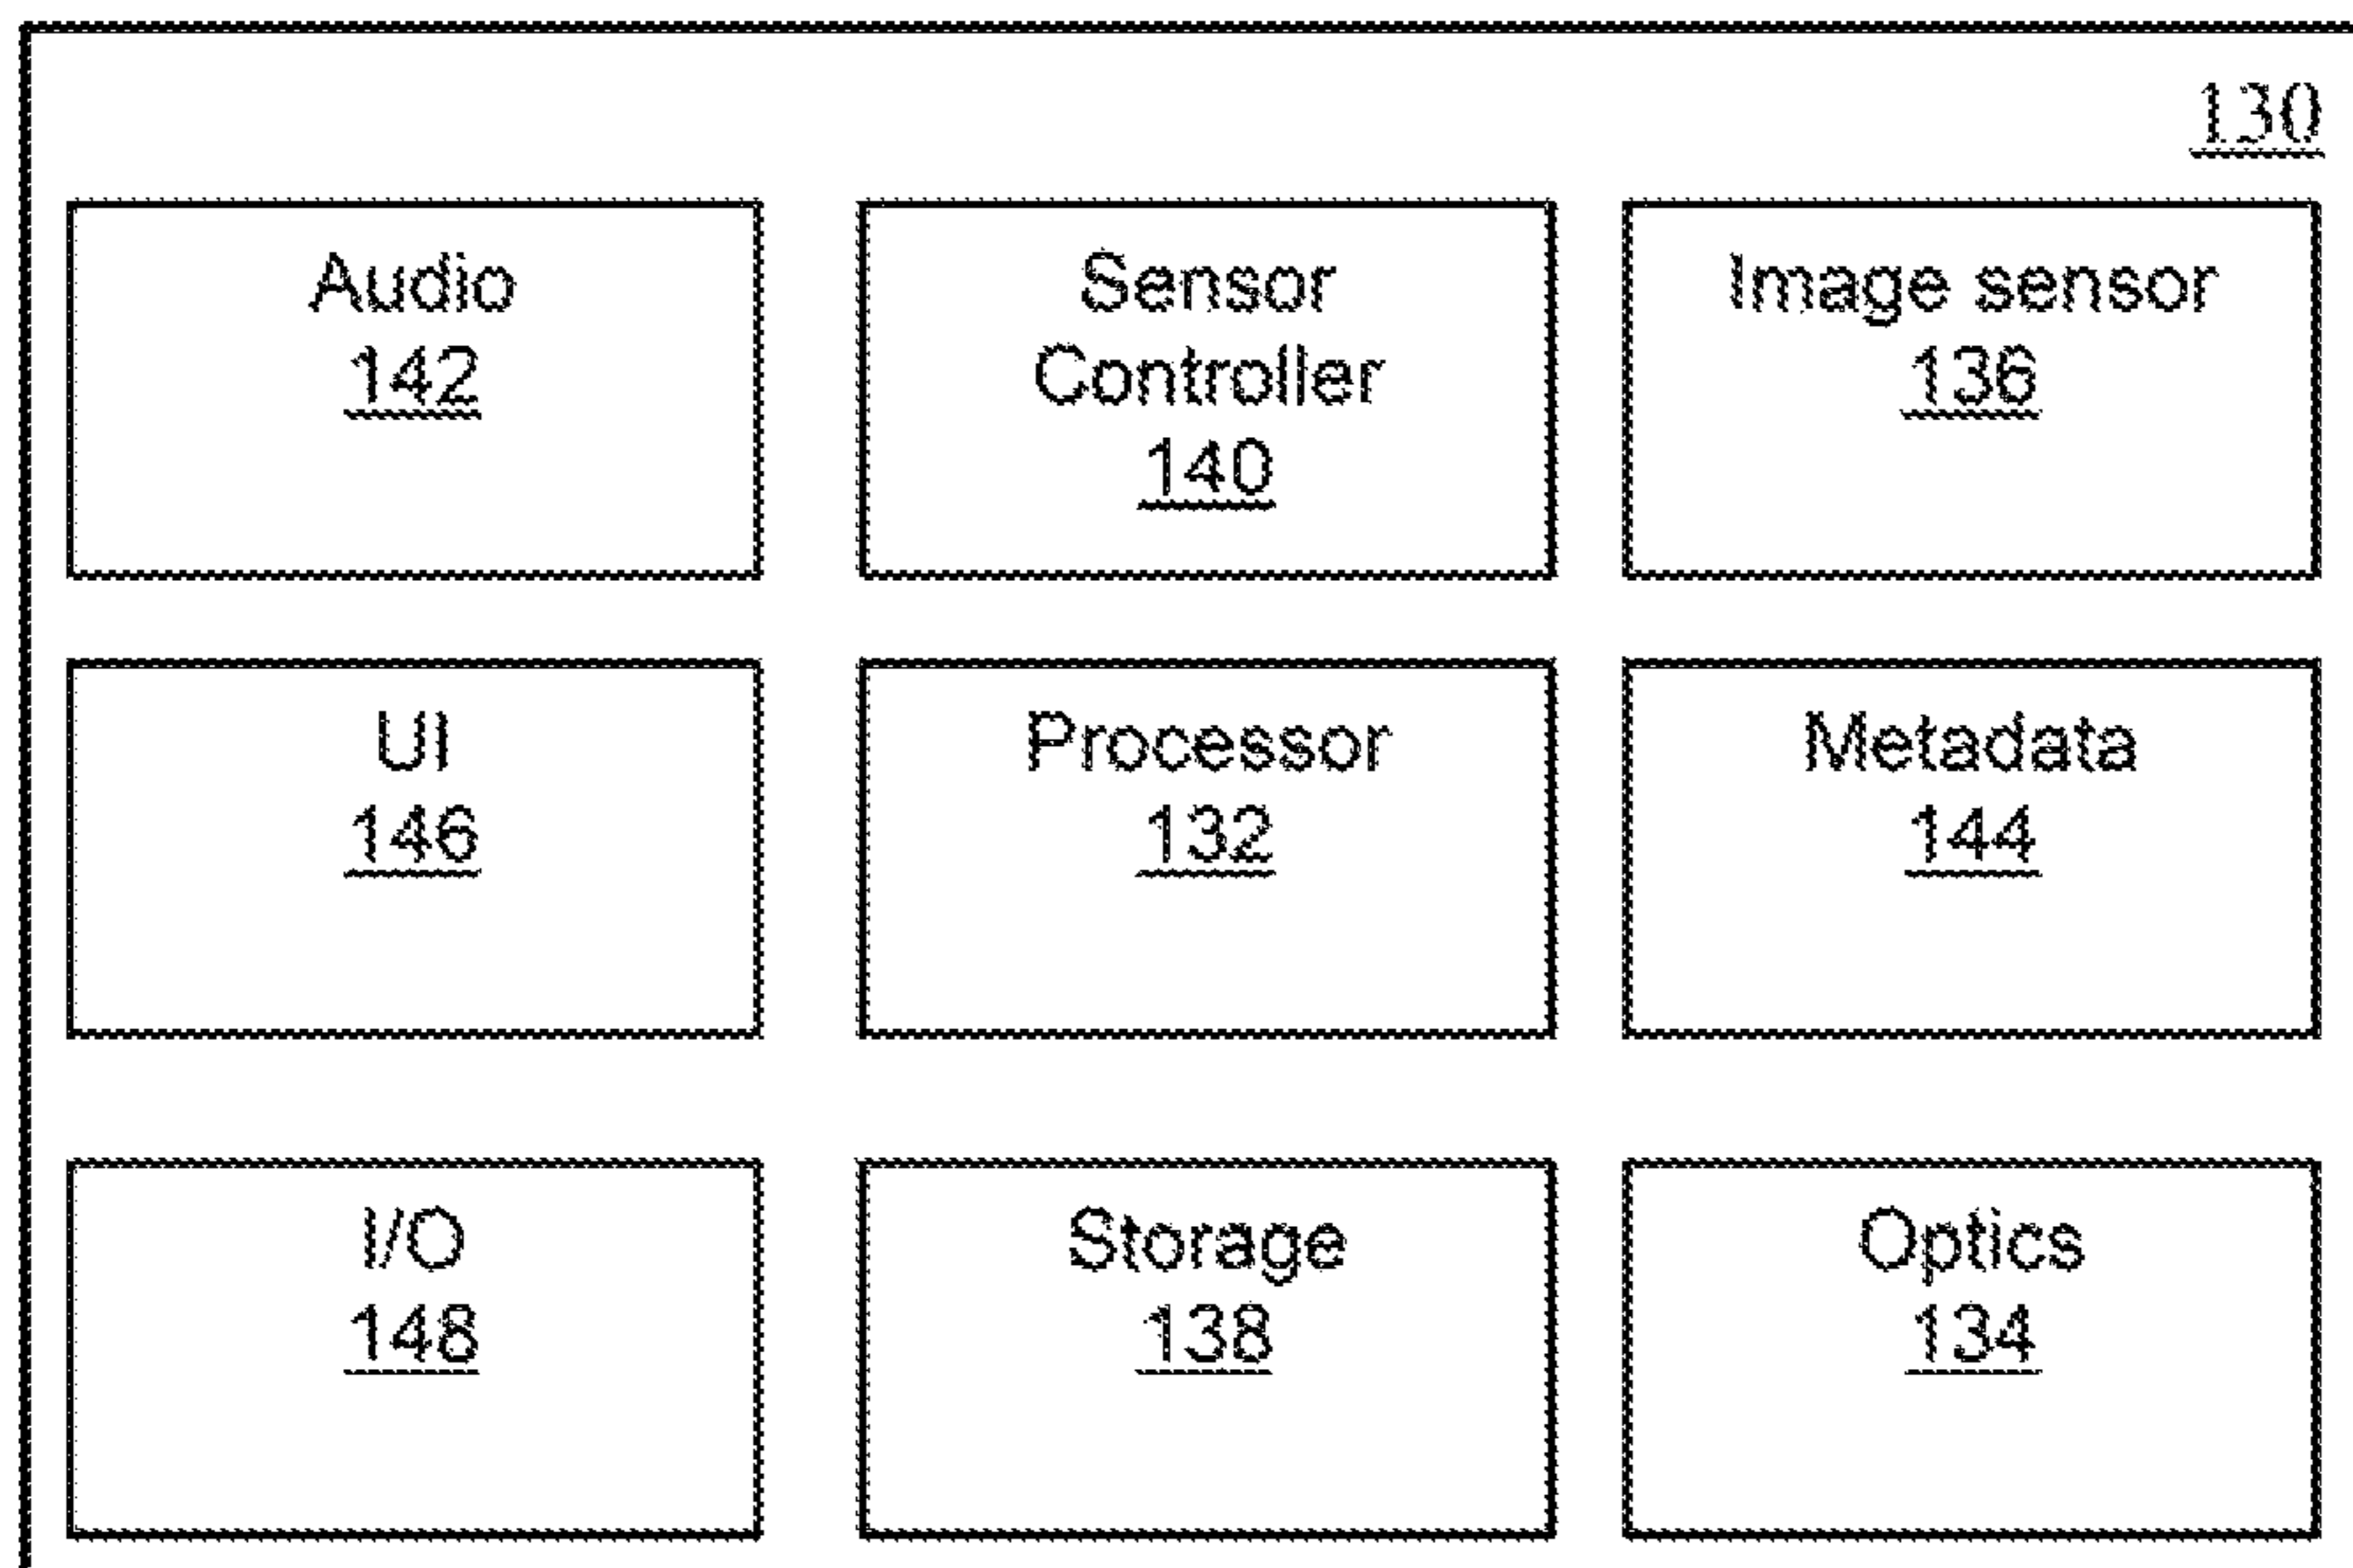 130
Audio
142
Sensor
Controller
140
Image sensor
136
UI
146
Processor
132
Metadata
144
I/O
148
Storage
138
Optics
134